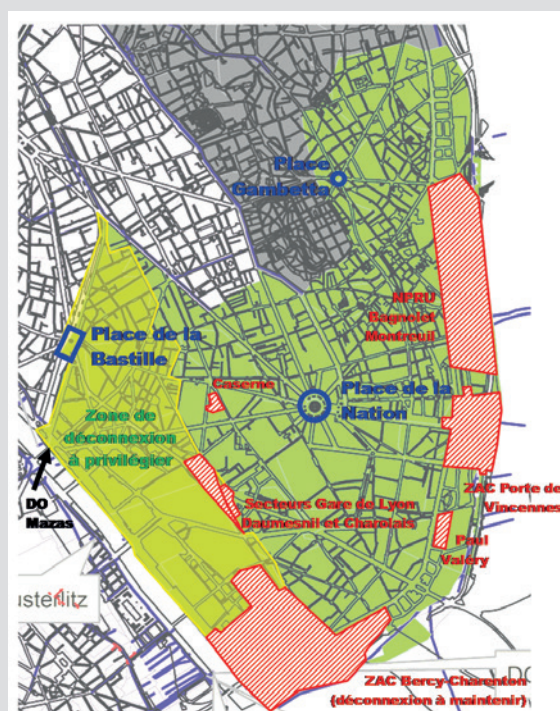 Place
Gambetta
NPRU
Bagnolet
Montreuil
Place de la
Bastille
Caserne
Place de la
Nation
Zone de
déconnexion
à privilégier
DO
Mazas
Secteurs Gare de Lyon
Daumesnil et Charolais
ZAC Porte de
Vincennes
Paul
Valéry
usterlitz
DO
ZAC Bercy-Charenton
(déconnexion à maintenir)